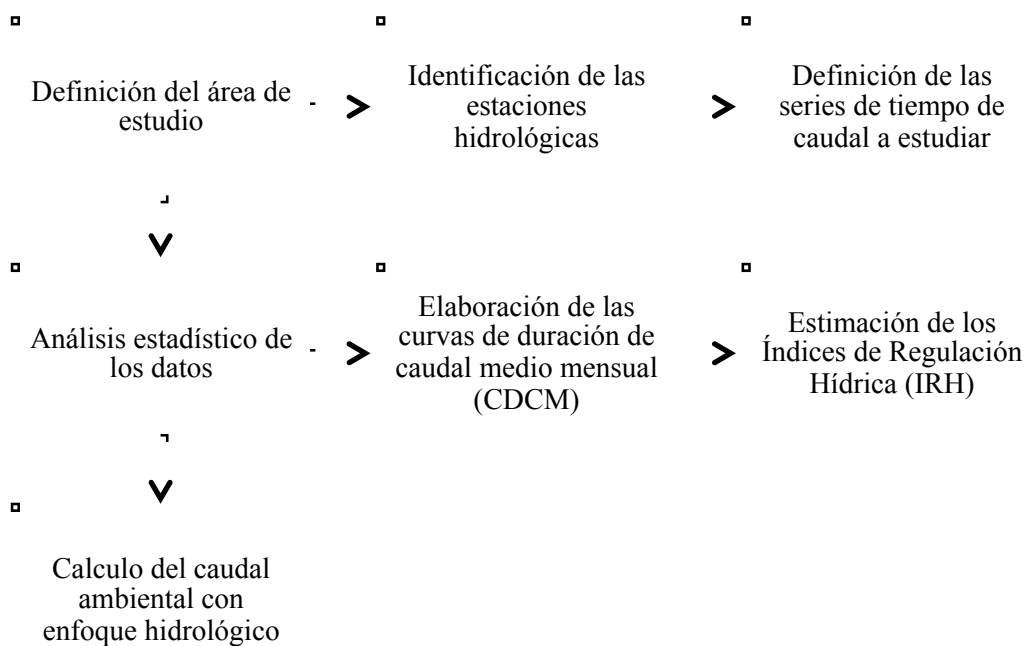 Definición del área de
estudio
Identificación de las
estaciones
hidrológicas
Definición de las
series de tiempo de
caudal a estudiar
Análisis estadístico de
los datos
Elaboración de las
curvas de duración de
caudal medio mensual
(CDCM)
Estimación de los
Índices de Regulación
Hídrica (IRH)
Calculo del caudal
ambiental con
enfoque hidrológico